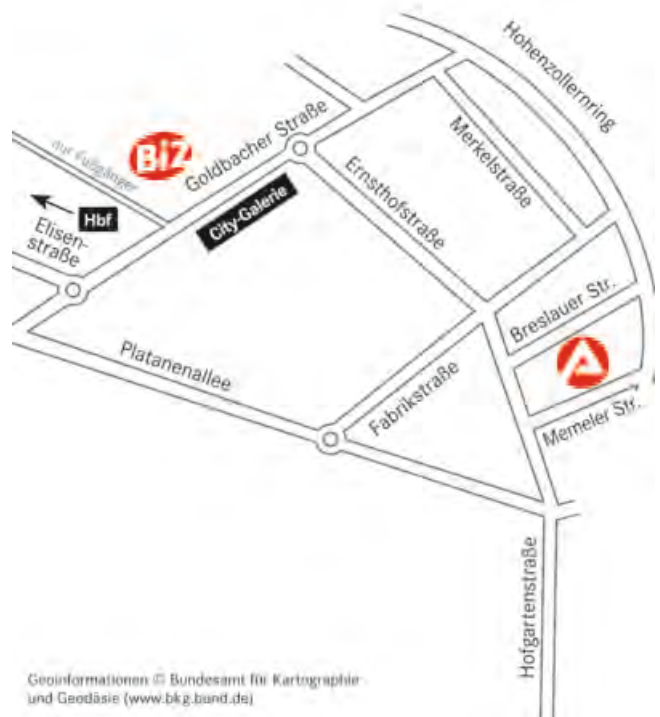 Hohenzollernring
BiZ
Goldbacher Straße
nur Fußgänger
Merkelstraße
Ernsthofstraße
Hbf
City-Galerie
Elisen-
straße
Breslauer Str.
Platanenallee
Fabrikstraße
Memeler Str.
Hofgartenstraße
Geoinformationen © Bundesamt für Kartographie
und Geodäsie (www.bkg.bund.de)